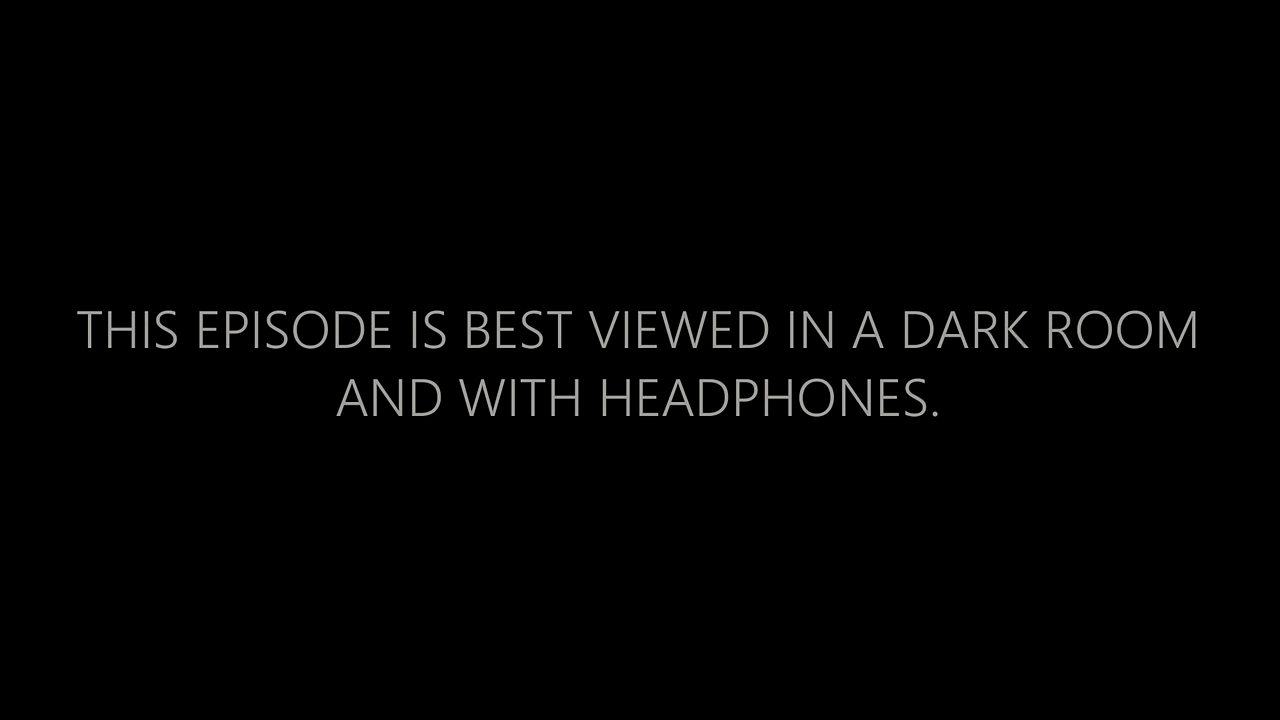 THIS EPISODE IS BEST VIEWED IN A DARK ROOM
AND WITH HEADPHONES.